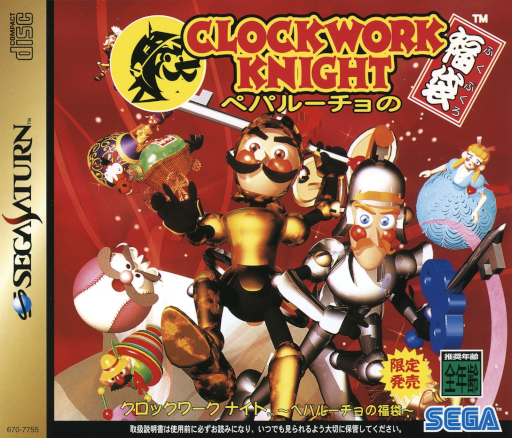 COMPACT
DISC
SEGA SATURN™
670-7755
CLOCKWORK
KNIGHT
TM
ペパルーチョの
福袋
ふくぶくろ
限定
発売
推奨年齢
全年齢
クロックワーク ナイト 〜ペパルーチョの福袋〜
取扱説明書は使用前に必ずお読みになり、いつでも見られるよう大切に保管してください。
SEGA